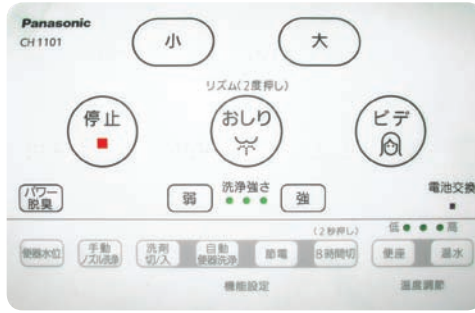 Panasonic
CH1101
小
大
リズム(2度押し)
停止
おしり
ビデ
パワー
脱臭
弱
洗浄強さ
強
電池交換
(2秒押し)
低
高
便器水位
手動
ノズル洗浄
洗剤
切/入
自動
便器洗浄
節電
8時間切
便座
温水
機能設定
温度調節